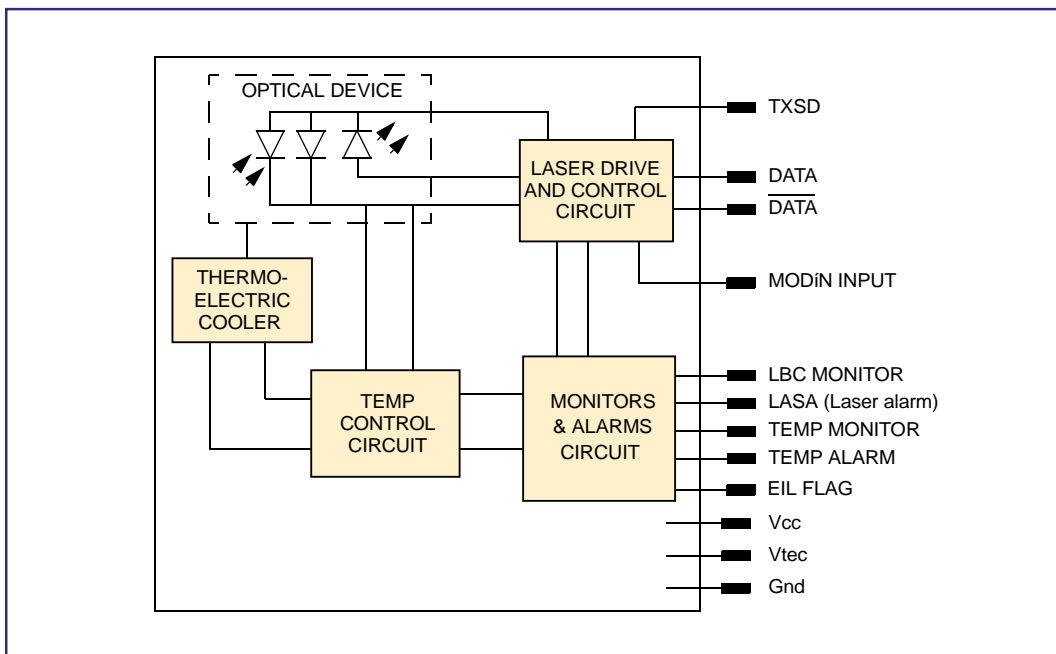 OPTICAL DEVICE
TXSD
LASER DRIVE
AND CONTROL
CIRCUIT
DATA
D̅A̅T̅A̅
THERMO-
ELECTRIC
COOLER
MODíN INPUT
TEMP
CONTROL
CIRCUIT
MONITORS
& ALARMS
CIRCUIT
LBC MONITOR
LASA (Laser alarm)
TEMP MONITOR
TEMP ALARM
EIL FLAG
Vcc
Vtec
Gnd